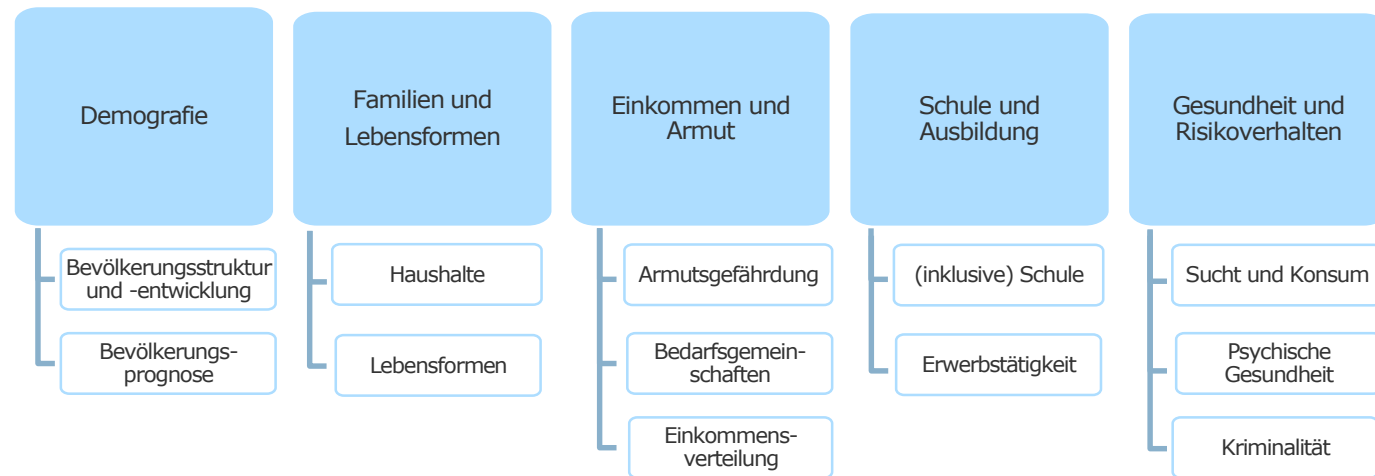 Demografie
Bevölkerungsstruktur
und -entwicklung
Bevölkerungs-
prognose
Familien und
Lebensformen
Haushalte
Lebensformen
Einkommen und
Armut
Armutsgefährdung
Bedarfsgemein-
schaften
Einkommens-
verteilung
Schule und
Ausbildung
(inklusive) Schule
Erwerbstätigkeit
Gesundheit und
Risikoverhalten
Sucht und Konsum
Psychische
Gesundheit
Kriminalität